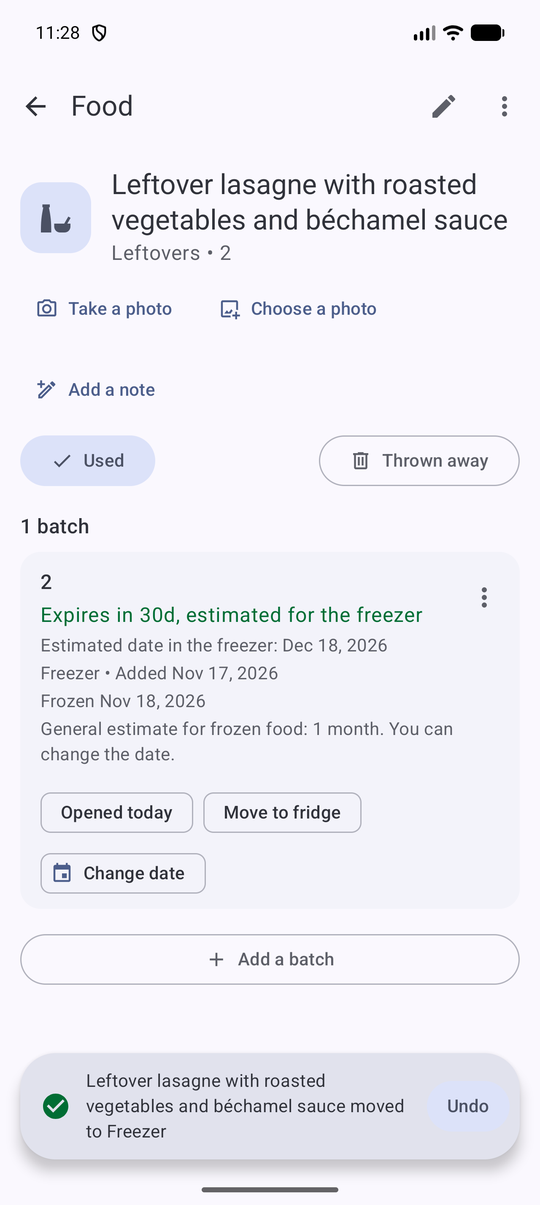 11:28
Food
Leftover lasagne with roasted
vegetables and béchamel sauce
Leftovers • 2
Take a photo
Choose a photo
Add a note
Used
Thrown away
1 batch
2
Expires in 30d, estimated for the freezer
Estimated date in the freezer: Dec 18, 2026
Freezer • Added Nov 17, 2026
Frozen Nov 18, 2026
General estimate for frozen food: 1 month. You can
change the date.
Opened today
Move to fridge
Change date
Add a batch
Leftover lasagne with roasted
vegetables and béchamel sauce moved
to Freezer
Undo